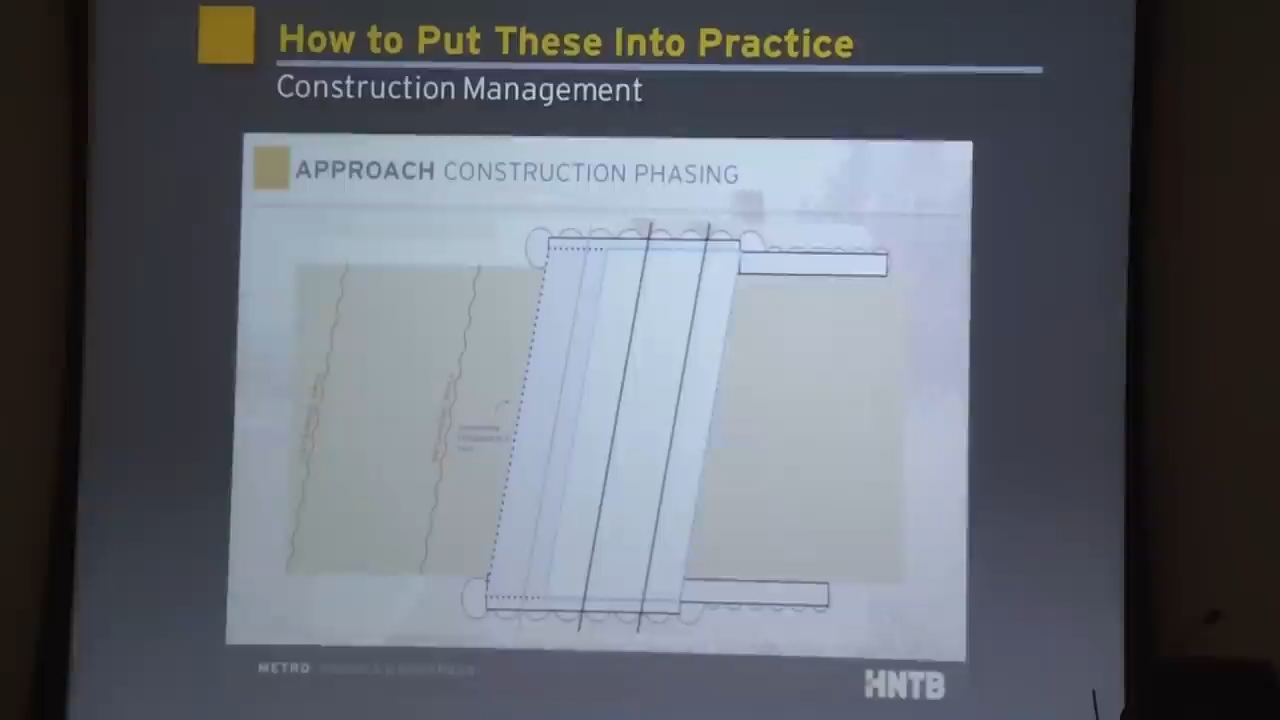 How to Put These Into Practice
Construction Management
APPROACH CONSTRUCTION PHASING
METRO
HNTB